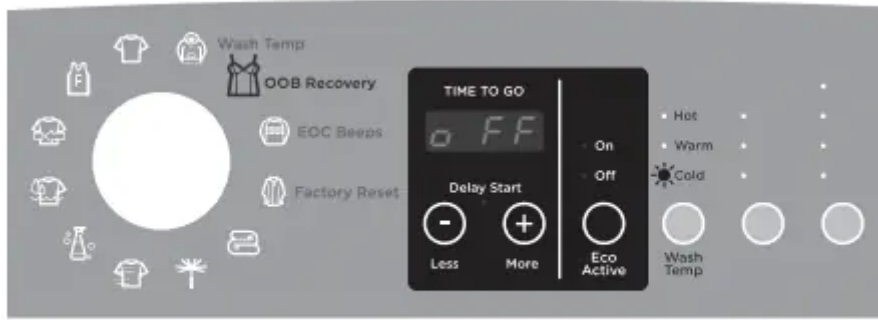 Wash Temp
OOB Recovery
EOC Beeps
Factory Reset
F
TIME TO GO
o FF
Delay Start
-
+
Less
More
On
Off
Eco
Active
Hot
Warm
Cold
Wash
Temp